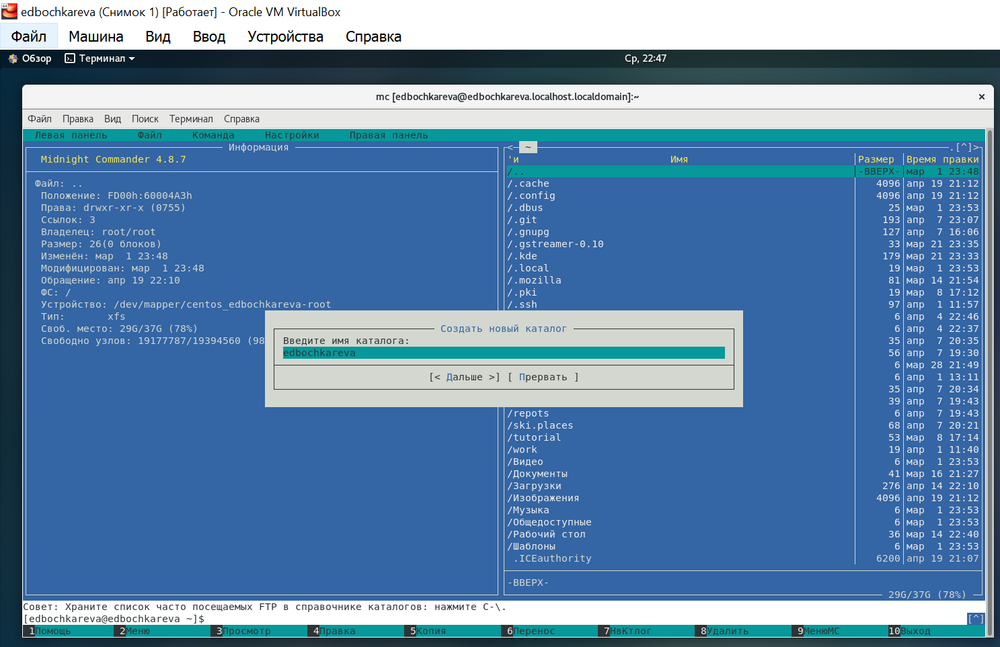 edbochkareva (Снимок 1) [Работает] - Oracle VM VirtualBox
Файл Машина Вид Ввод Устройства Справка
Обзор Терминал Ср, 22:47
mc [edbochkareva@edbochkareva.localhost.localdomain]:~ ×
Файл Правка Вид Поиск Терминал Справка
Левая панель Файл Команда Настройки Правая панель
Информация
Midnight Commander 4.8.7
Файл: ..
Положение: FD00h:60004A3h
Права: drwxr-xr-x (0755)
Ссылок: 3
Владелец: root/root
Размер: 26(0 блоков)
Изменён: мар  1 23:48
Модифицирован: мар  1 23:48
Обращение: апр 19 22:10
ФС: /
Устройство: /dev/mapper/centos_edbochkareva-root
Тип: xfs
Своб. место: 29G/37G (78%)
Свободно узлов: 19177787/19394560 (98
<─ ~ .[^]>
'и Имя Размер Время правки
/.. -ВВЕРХ- мар  1 23:48
/.cache 4096 апр 19 21:12
/.config 4096 апр 19 21:12
/.dbus 25 мар  1 23:53
/.git 193 апр  7 23:07
/.gnupg 127 апр  7 16:06
/.gstreamer-0.10 33 мар 21 23:35
/.kde 179 мар 21 23:33
/.local 19 мар  1 23:53
/.mozilla 81 мар 14 21:54
/.pki 19 мар  8 17:12
/.ssh 97 апр  1 11:57
6 апр  4 22:46
6 апр  4 22:37
35 апр  7 20:35
56 апр  7 19:30
6 мар 28 21:49
6 апр  1 13:11
35 апр  7 20:34
39 апр  7 19:43
/repots 6 апр  7 19:43
/ski.places 68 апр  7 20:21
/tutorial 53 мар  8 17:14
/work 19 апр  1 11:40
/Видео 6 мар  1 23:53
/Документы 41 мар 16 21:27
/Загрузки 276 апр 14 22:10
/Изображения 4096 апр 19 21:12
/Музыка 6 мар  1 23:53
/Общедоступные 6 мар  1 23:53
/Рабочий стол 36 мар 14 22:40
/Шаблоны 6 мар  1 23:53
.ICEauthority 6200 апр 19 21:07
-ВВЕРХ-
29G/37G (78%)
Создать новый каталог
Введите имя каталога:
edbochkareva
[< Дальше >] [ Прервать ]
Совет: Храните список часто посещаемых FTP в справочнике каталогов: нажмите C-\.
[edbochkareva@edbochkareva ~]$ [^]
1Помощь 2Меню 3Просмотр 4Правка 5Копия 6Перенос 7НвКтлог 8Удалить 9МенюМС 10Выход